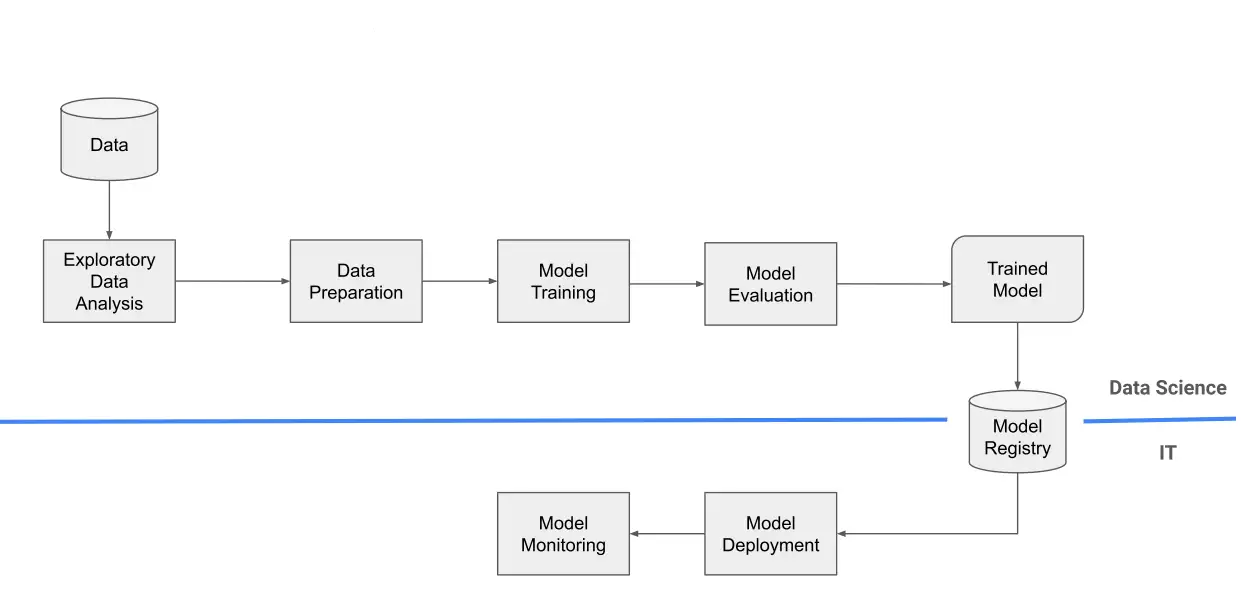 Data
Exploratory
Data
Analysis
Data
Preparation
Model
Training
Model
Evaluation
Trained
Model
Data Science
Model
Registry
IT
Model
Monitoring
Model
Deployment